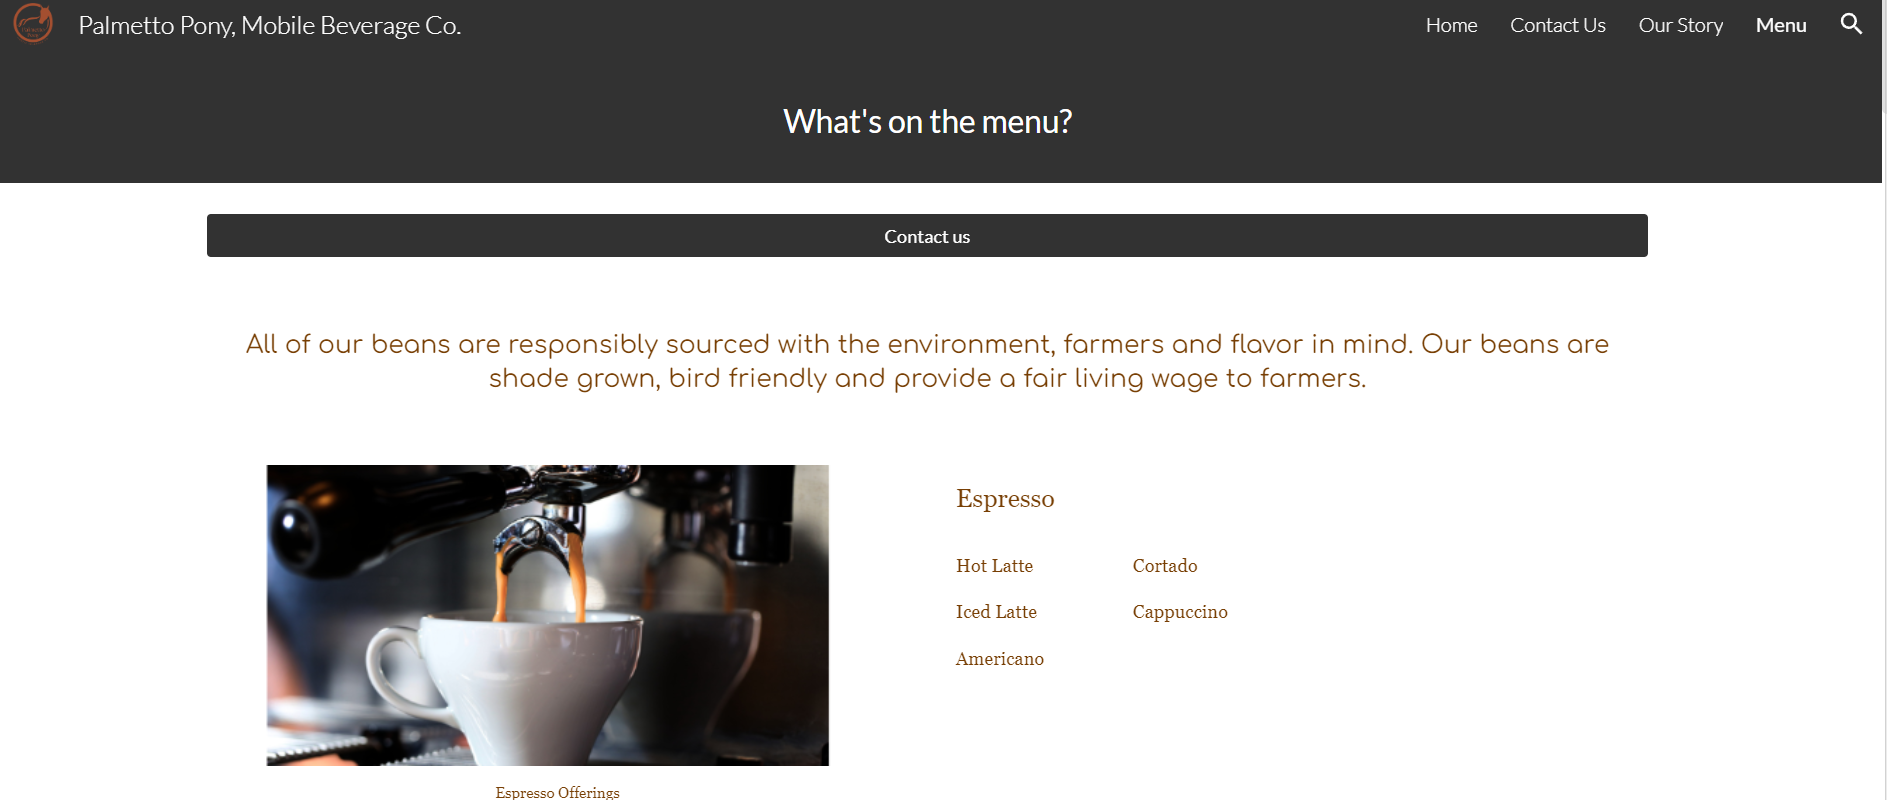 Palmetto Pony, Mobile Beverage Co.
Home
Contact Us
Our Story
Menu
What's on the menu?
Contact us
All of our beans are responsibly sourced with the environment, farmers and flavor in mind. Our beans are
shade grown, bird friendly and provide a fair living wage to farmers.
Espresso
Hot Latte
Cortado
Iced Latte
Cappuccino
Americano
Espresso Offerings